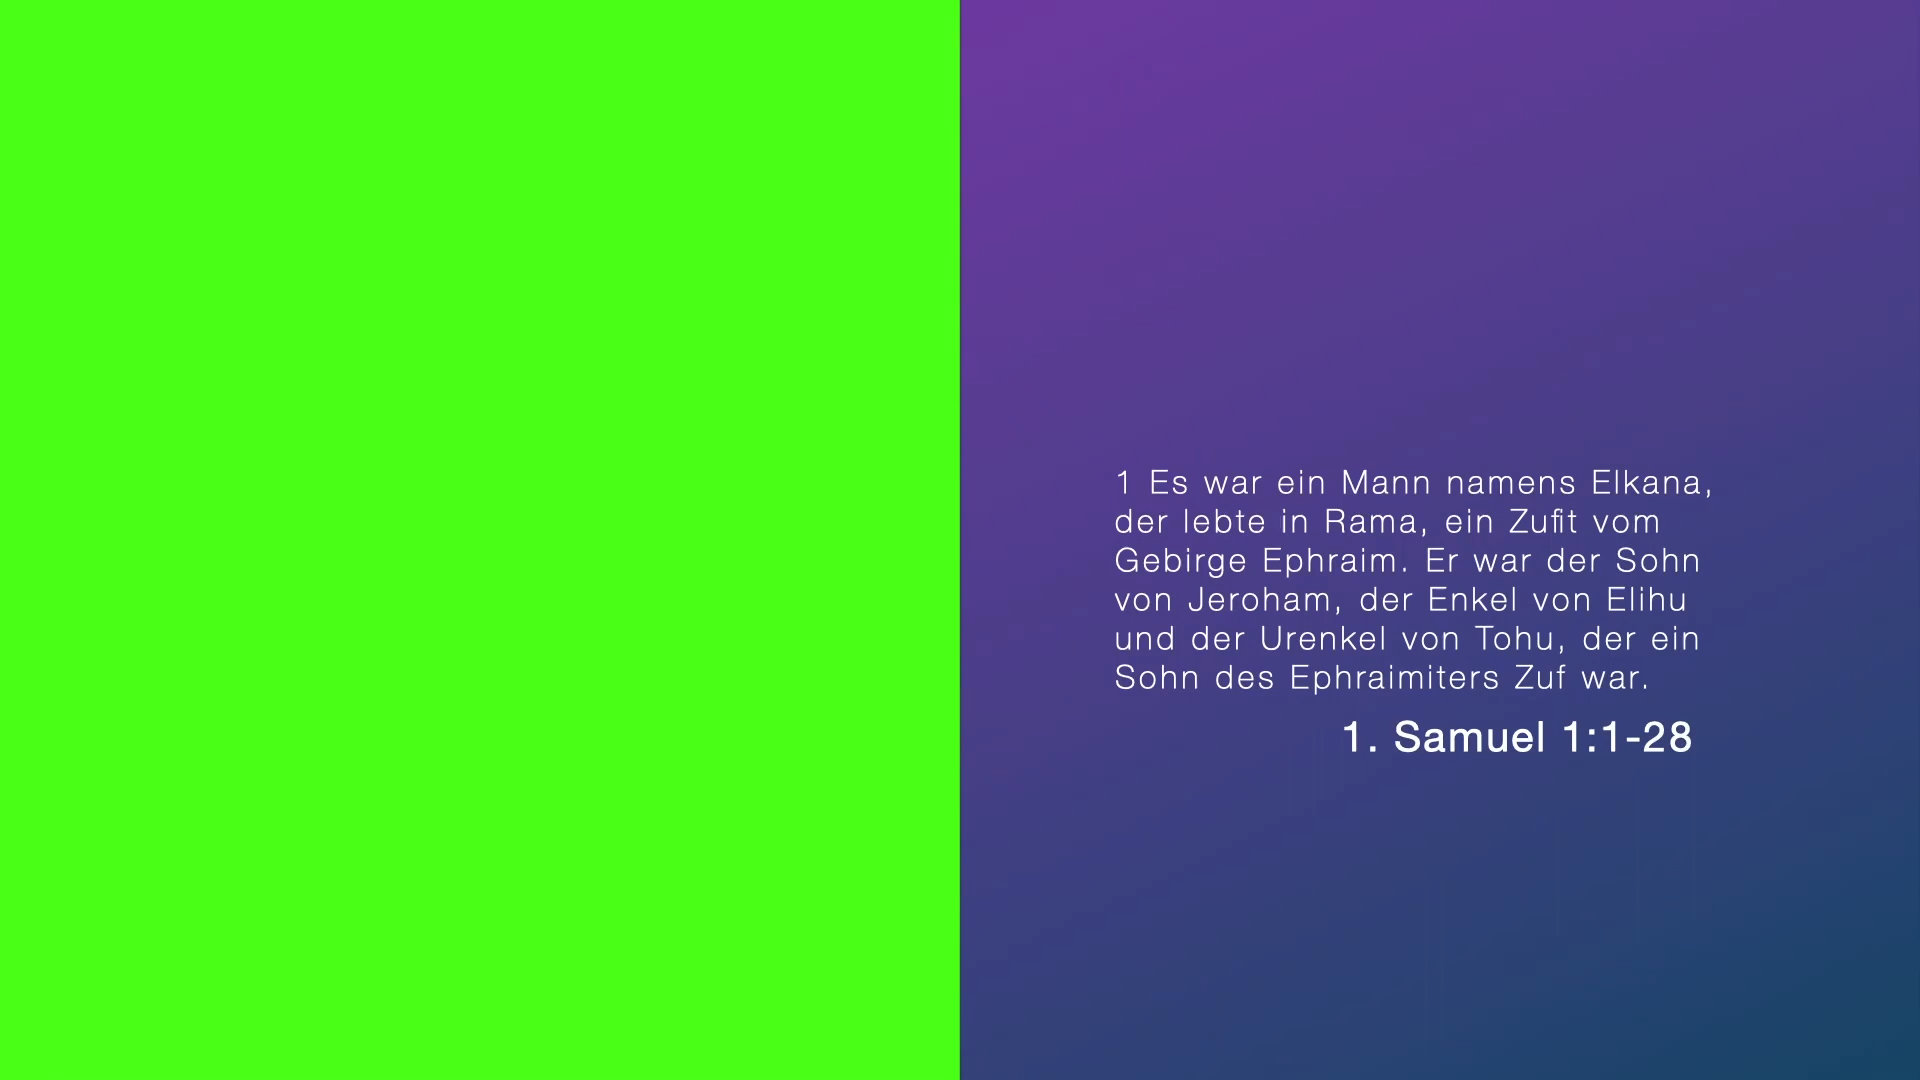 1 Es war ein Mann namens Elkana,
der lebte in Rama, ein Zufit vom
Gebirge Ephraim. Er war der Sohn
von Jeroham, der Enkel von Elihu
und der Urenkel von Tohu, der ein
Sohn des Ephraimiters Zuf war.
1. Samuel 1:1-28